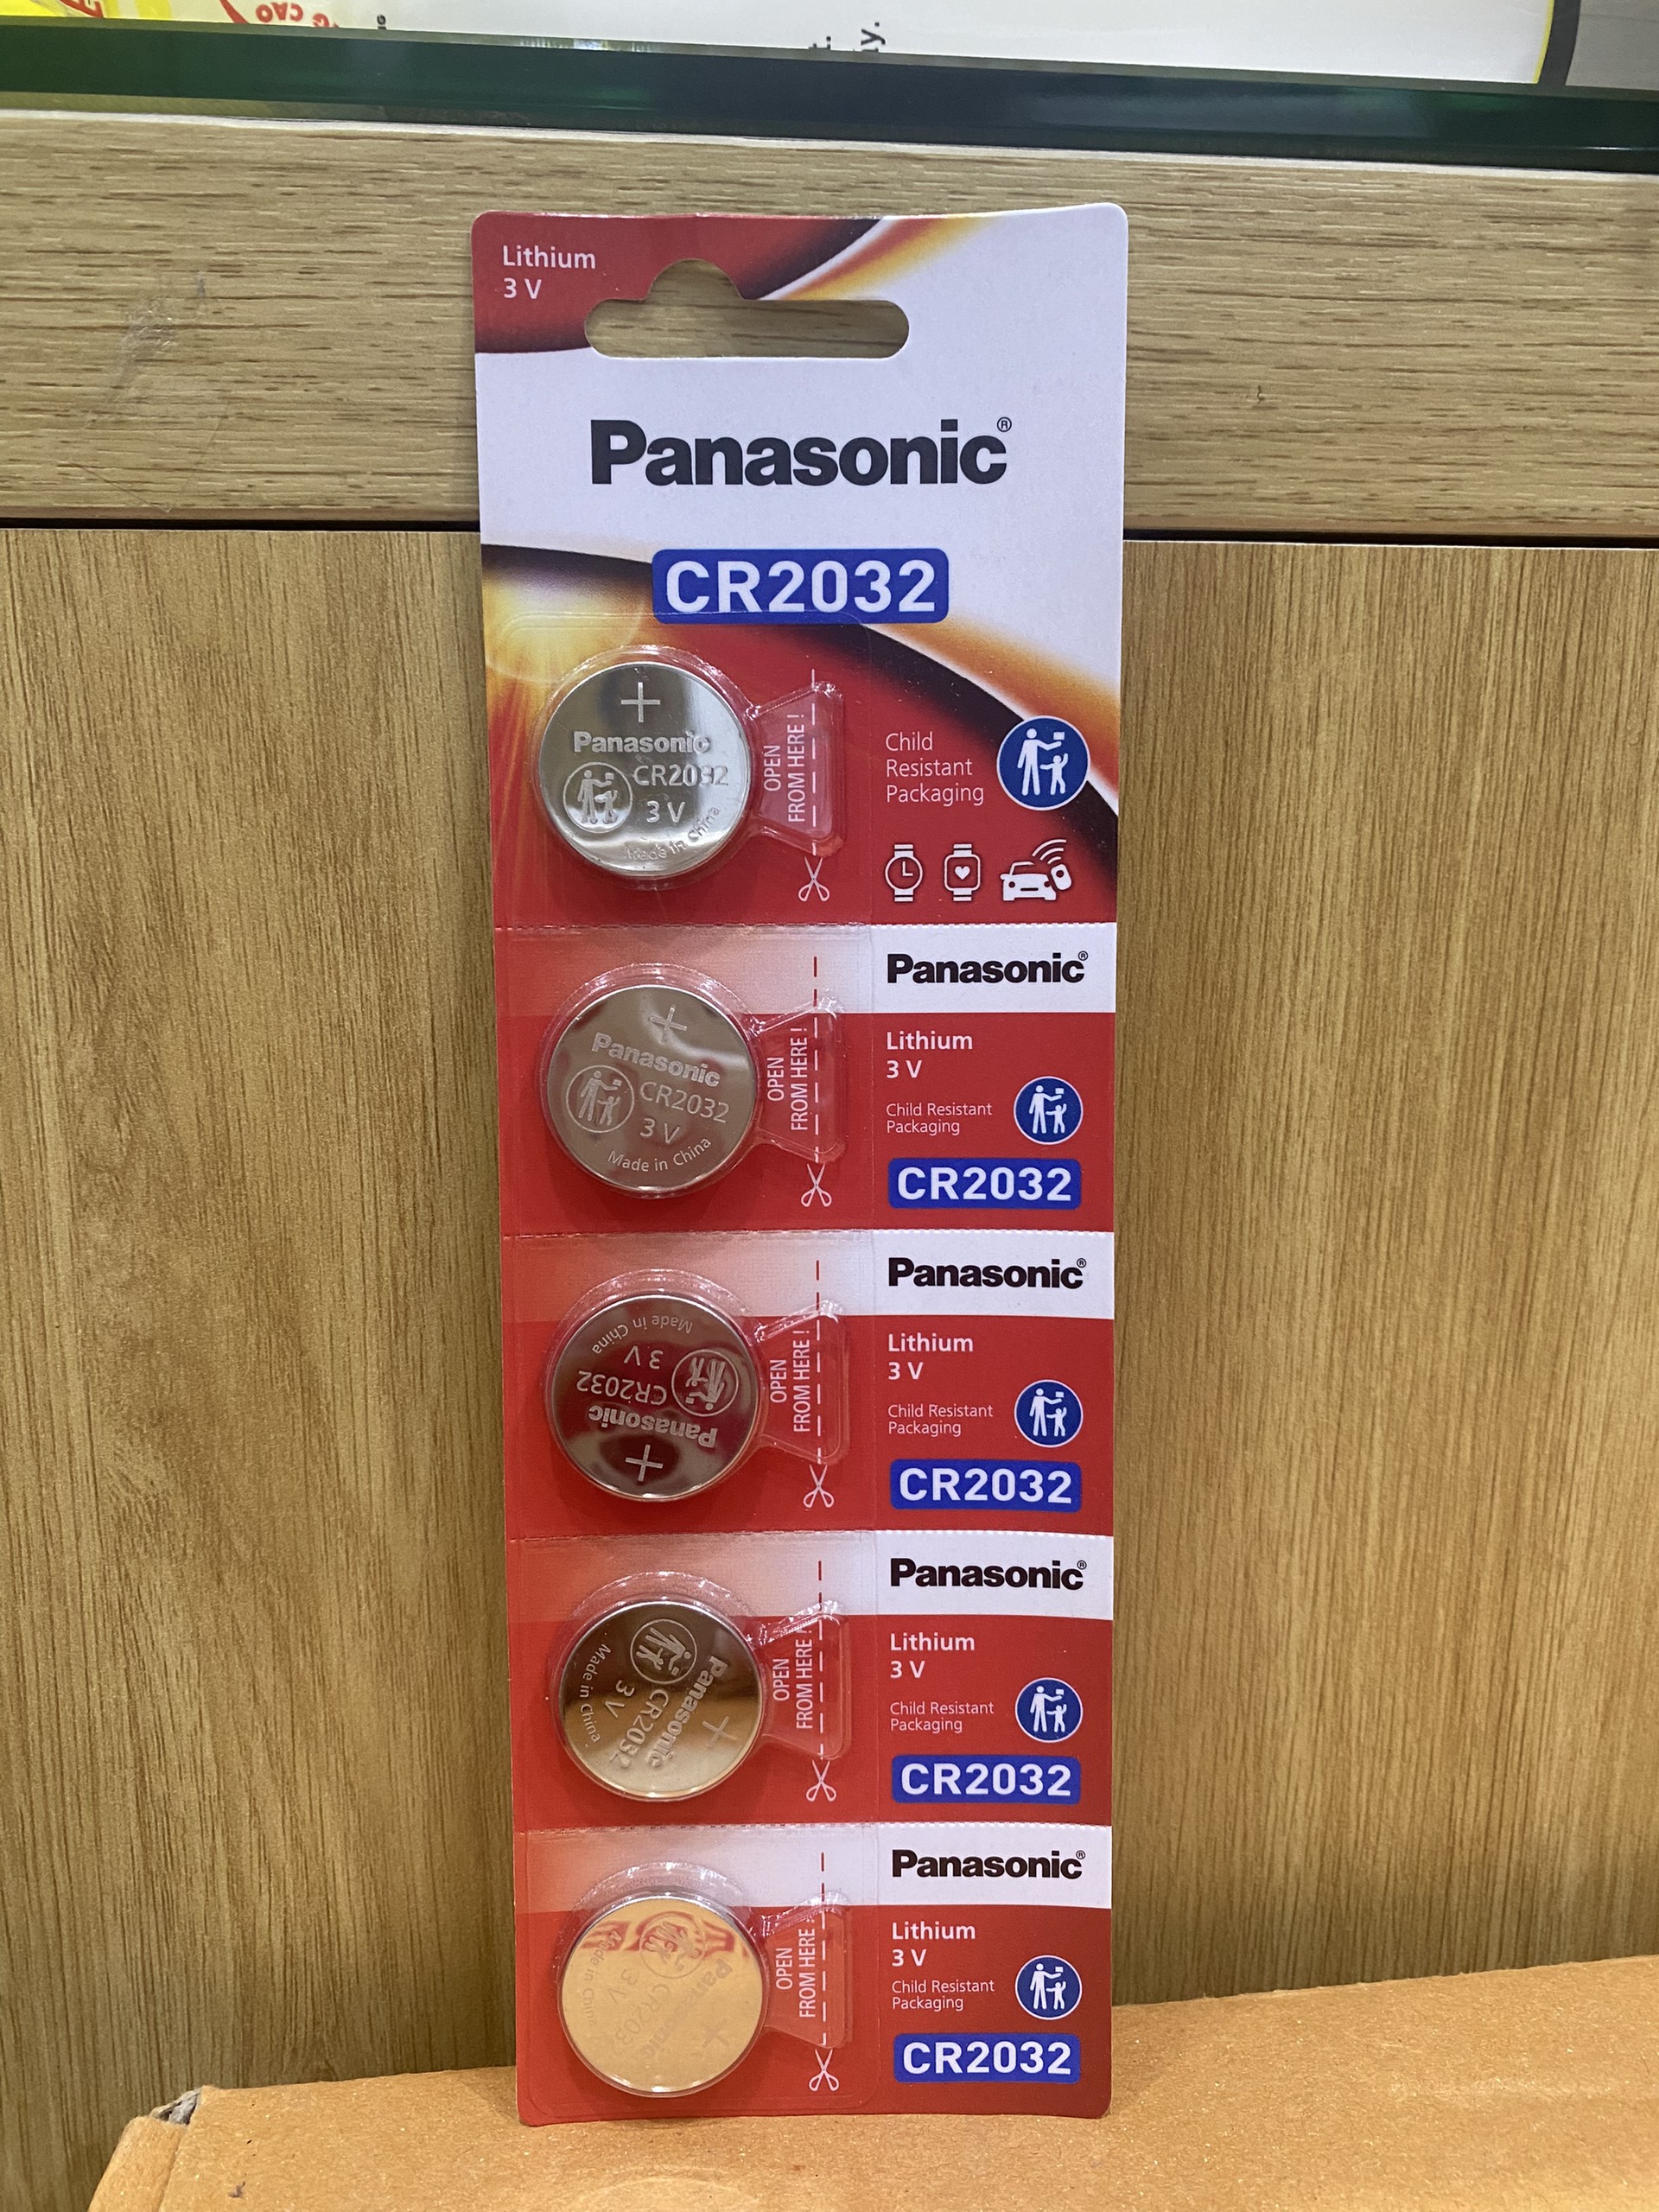 CAO
y.
Lithium
3 V
Panasonic®
CR2032
+
Panasonic
CR2032
3 V
Made in China
OPEN
FROM HERE !
Child
Resistant
Packaging
Panasonic®
+
Panasonic
CR2032
3 V
Made in China
OPEN
FROM HERE !
Lithium
3 V
Child Resistant
Packaging
CR2032
Panasonic®
+
Panasonic
CR2032
3 V
Made in China
OPEN
FROM HERE !
Lithium
3 V
Child Resistant
Packaging
CR2032
Panasonic®
+
Panasonic
CR2032
3 V
Made in China
OPEN
FROM HERE !
Lithium
3 V
Child Resistant
Packaging
CR2032
Panasonic®
OPEN
FROM HERE !
Lithium
3 V
Child Resistant
Packaging
CR2032